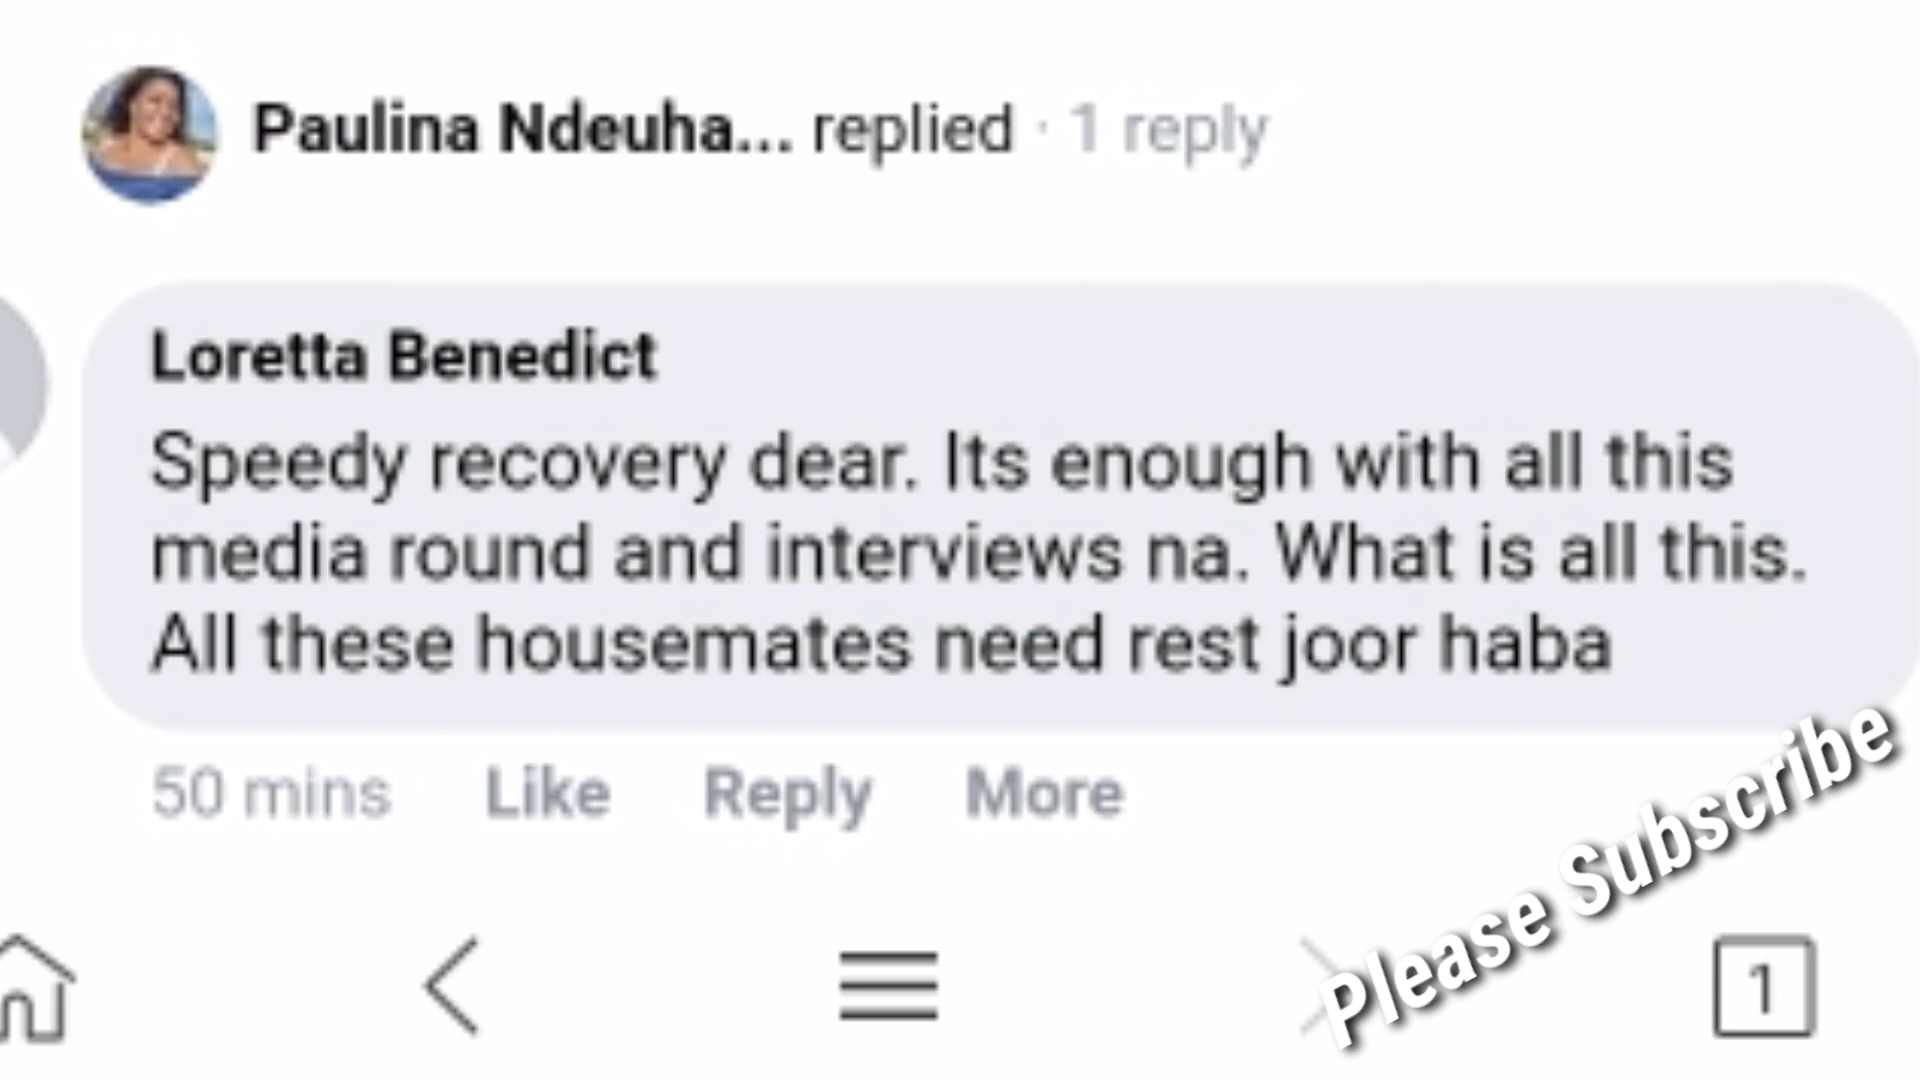 Paulina Ndeuha... replied · 1 reply
Loretta Benedict
Speedy recovery dear. Its enough with all this
media round and interviews na. What is all this.
All these housemates need rest joor haba
50 mins Like Reply More
Please Subscribe
1